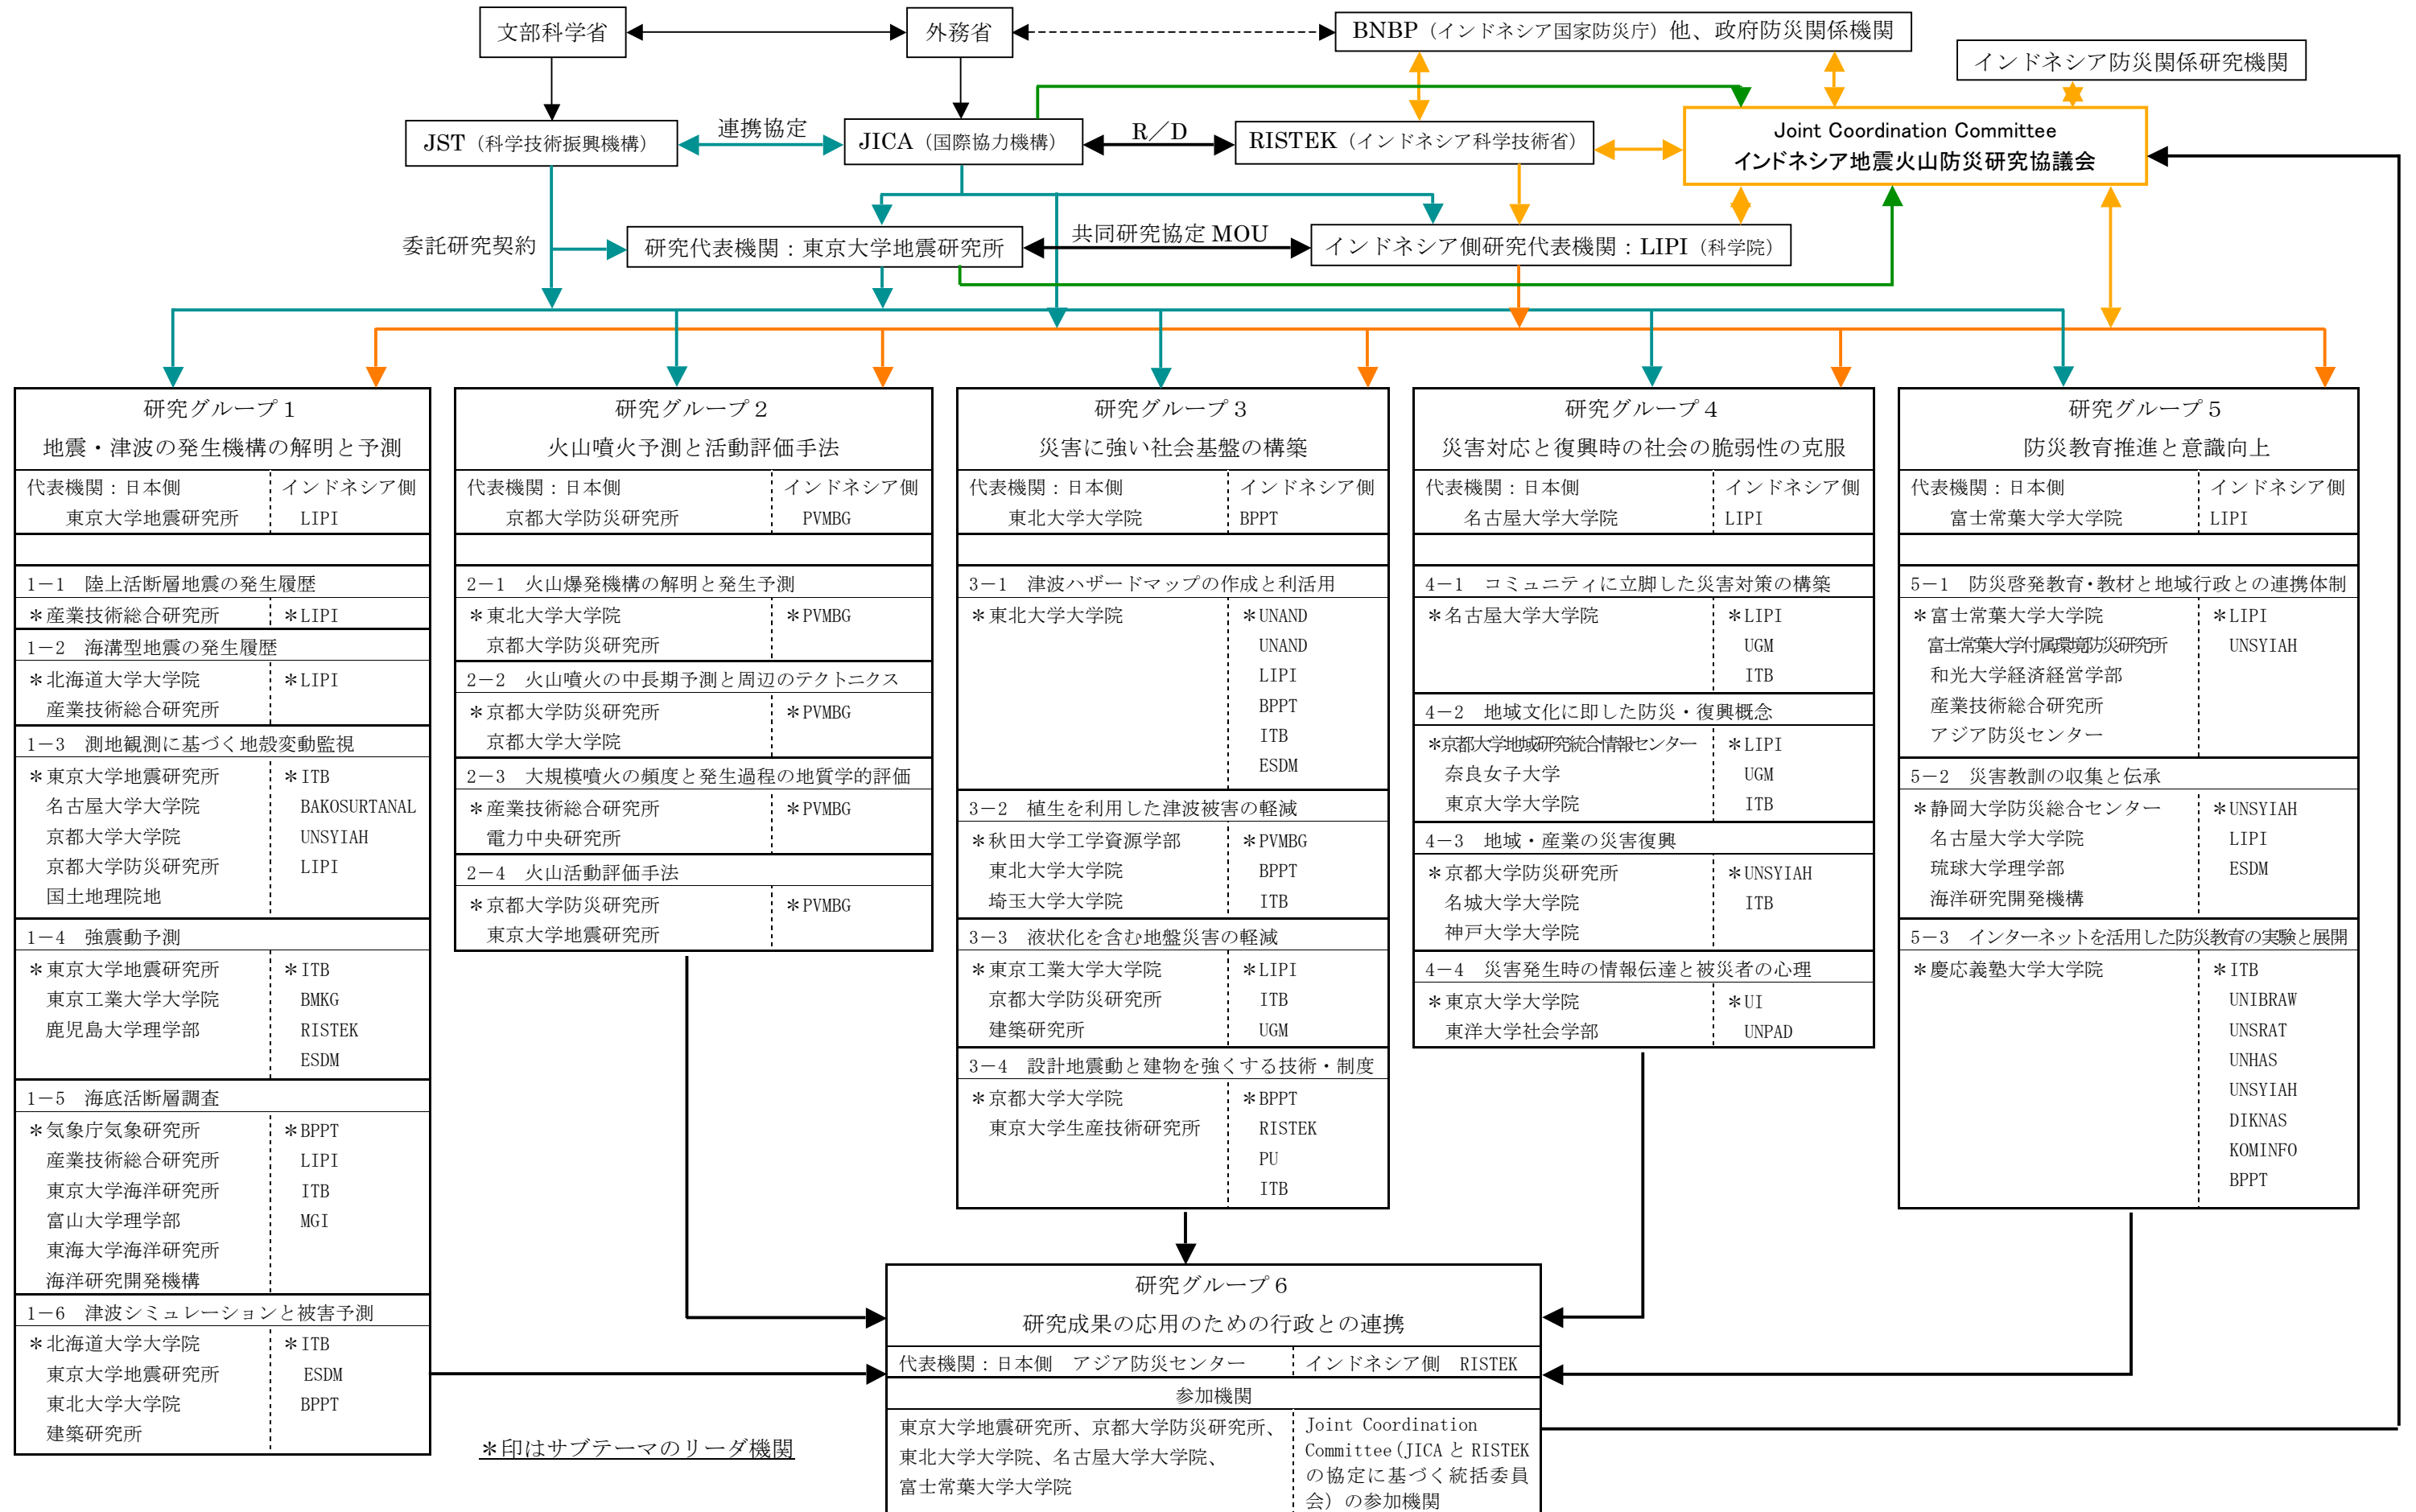 文部科学省
外務省
BNBP（インドネシア国家防災庁）他、政府防災関係機関
インドネシア防災関係研究機関
JST（科学技術振興機構）
連携協定
JICA（国際協力機構）
R／D
RISTEK（インドネシア科学技術省）
Joint Coordination Committee
インドネシア地震火山防災研究協議会
委託研究契約
研究代表機関：東京大学地震研究所
共同研究協定 MOU
インドネシア側研究代表機関：LIPI（科学院）
研究グループ１
地震・津波の発生機構の解明と予測
代表機関：日本側
インドネシア側
東京大学地震研究所
LIPI
1－1　陸上活断層地震の発生履歴
＊産業技術総合研究所
＊LIPI
1－2　海溝型地震の発生履歴
＊北海道大学大学院
＊LIPI
産業技術総合研究所
1－3　測地観測に基づく地殻変動監視
＊東京大学地震研究所
＊ITB
名古屋大学大学院
BAKOSURTANAL
京都大学大学院
UNSYIAH
京都大学防災研究所
LIPI
国土地理院地
1－4　強震動予測
＊東京大学地震研究所
＊ITB
東京工業大学大学院
BMKG
鹿児島大学理学部
RISTEK
ESDM
1－5　海底活断層調査
＊気象庁気象研究所
＊BPPT
産業技術総合研究所
LIPI
東京大学海洋研究所
ITB
富山大学理学部
MGI
東海大学海洋研究所
海洋研究開発機構
1－6　津波シミュレーションと被害予測
＊北海道大学大学院
＊ITB
東京大学地震研究所
ESDM
東北大学大学院
BPPT
建築研究所
研究グループ２
火山噴火予測と活動評価手法
代表機関：日本側
インドネシア側
京都大学防災研究所
PVMBG
2－1　火山爆発機構の解明と発生予測
＊東北大学大学院
＊PVMBG
京都大学防災研究所
2－2　火山噴火の中長期予測と周辺のテクトニクス
＊京都大学防災研究所
＊PVMBG
京都大学大学院
2－3　大規模噴火の頻度と発生過程の地質学的評価
＊産業技術総合研究所
＊PVMBG
電力中央研究所
2－4　火山活動評価手法
＊京都大学防災研究所
＊PVMBG
東京大学地震研究所
研究グループ３
災害に強い社会基盤の構築
代表機関：日本側
インドネシア側
東北大学大学院
BPPT
3－1　津波ハザードマップの作成と利活用
＊東北大学大学院
＊UNAND
UNAND
LIPI
BPPT
ITB
ESDM
3－2　植生を利用した津波被害の軽減
＊秋田大学工学資源学部
＊PVMBG
東北大学大学院
BPPT
埼玉大学大学院
ITB
3－3　液状化を含む地盤災害の軽減
＊東京工業大学大学院
＊LIPI
京都大学防災研究所
ITB
建築研究所
UGM
3－4　設計地震動と建物を強くする技術・制度
＊京都大学大学院
＊BPPT
東京大学生産技術研究所
RISTEK
PU
ITB
研究グループ４
災害対応と復興時の社会の脆弱性の克服
代表機関：日本側
インドネシア側
名古屋大学大学院
LIPI
4－1　コミュニティに立脚した災害対策の構築
＊名古屋大学大学院
＊LIPI
UGM
ITB
4－2　地域文化に即した防災・復興概念
＊京都大学地域研究統合情報センター
＊LIPI
奈良女子大学
UGM
東京大学大学院
ITB
4－3　地域・産業の災害復興
＊京都大学防災研究所
＊UNSYIAH
名城大学大学院
ITB
神戸大学大学院
4－4　災害発生時の情報伝達と被災者の心理
＊東京大学大学院
＊UI
東洋大学社会学部
UNPAD
研究グループ５
防災教育推進と意識向上
代表機関：日本側
インドネシア側
富士常葉大学大学院
LIPI
5－1　防災啓発教育・教材と地域行政との連携体制
＊富士常葉大学大学院
＊LIPI
富士常葉大学付属環境防災研究所
UNSYIAH
和光大学経済経営学部
産業技術総合研究所
アジア防災センター
5－2　災害教訓の収集と伝承
＊静岡大学防災総合センター
＊UNSYIAH
名古屋大学大学院
LIPI
琉球大学理学部
ESDM
海洋研究開発機構
5－3　インターネットを活用した防災教育の実験と展開
＊慶応義塾大学大学院
＊ITB
UNIBRAW
UNSRAT
UNHAS
UNSYIAH
DIKNAS
KOMINFO
BPPT
研究グループ６
研究成果の応用のための行政との連携
代表機関：日本側　アジア防災センター
インドネシア側　RISTEK
参加機関
東京大学地震研究所、京都大学防災研究所、
東北大学大学院、名古屋大学大学院、
富士常葉大学大学院
Joint Coordination
Committee（JICA と RISTEK
の協定に基づく統括委員
会）の参加機関
＊印はサブテーマのリーダ機関